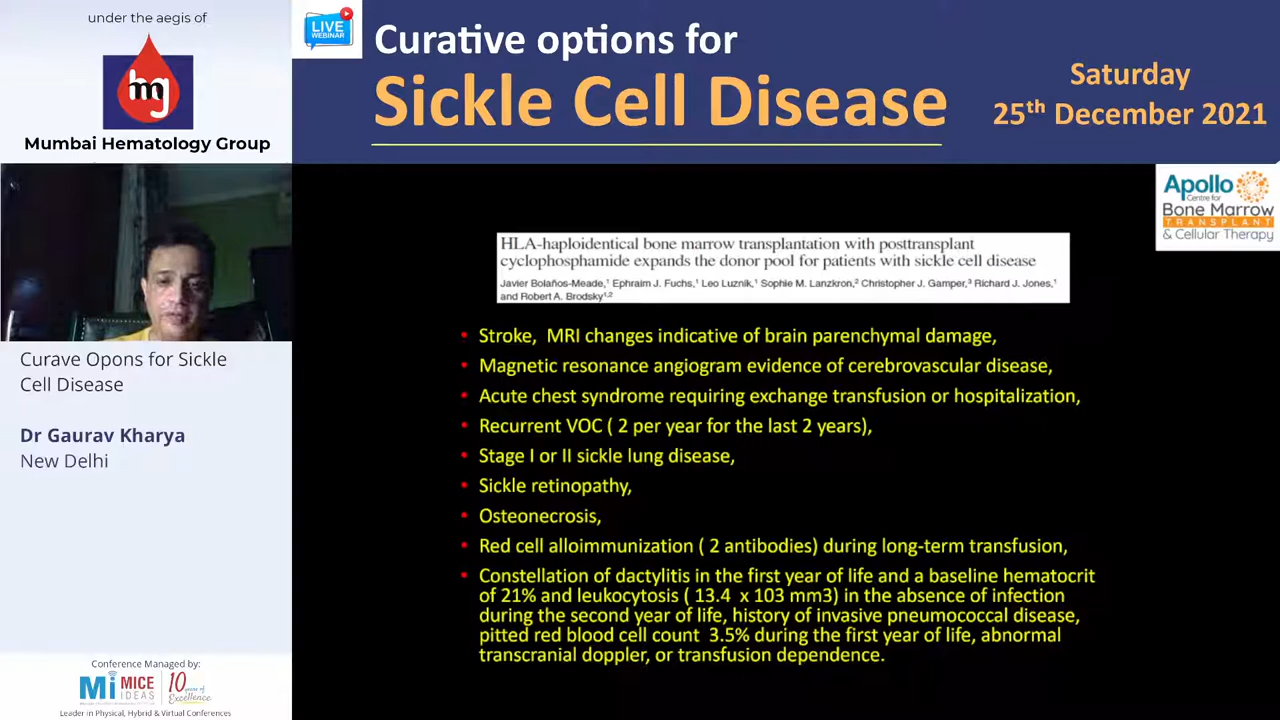 under the aegis of
hg
Mumbai Hematology Group
LIVE
WEBINAR
Curative options for
Sickle Cell Disease
Saturday
25th December 2021
Apollo
Centre for
Bone Marrow
TRANSPLANT
& Cellular Therapy
HLA-haploidentical bone marrow transplantation with posttransplant
cyclophosphamide expands the donor pool for patients with sickle cell disease
Javier Bolaños-Meade,1 Ephraim J. Fuchs,1 Leo Luznik,1 Sophie M. Lanzkron,2 Christopher J. Gamper,3 Richard J. Jones,1
and Robert A. Brodsky1,2
• Stroke, MRI changes indicative of brain parenchymal damage,
• Magnetic resonance angiogram evidence of cerebrovascular disease,
• Acute chest syndrome requiring exchange transfusion or hospitalization,
• Recurrent VOC ( 2 per year for the last 2 years),
• Stage I or II sickle lung disease,
• Sickle retinopathy,
• Osteonecrosis,
• Red cell alloimmunization ( 2 antibodies) during long-term transfusion,
• Constellation of dactylitis in the first year of life and a baseline hematocrit
of 21% and leukocytosis ( 13.4 x 103 mm3) in the absence of infection
during the second year of life, history of invasive pneumococcal disease,
pitted red blood cell count 3.5% during the first year of life, abnormal
transcranial doppler, or transfusion dependence.
Curave Opons for Sickle
Cell Disease
Dr Gaurav Kharya
New Delhi
Conference Managed by:
Mi MICE
IDEAS
10 years of
Excellence
Leader in Physical, Hybrid & Virtual Conferences